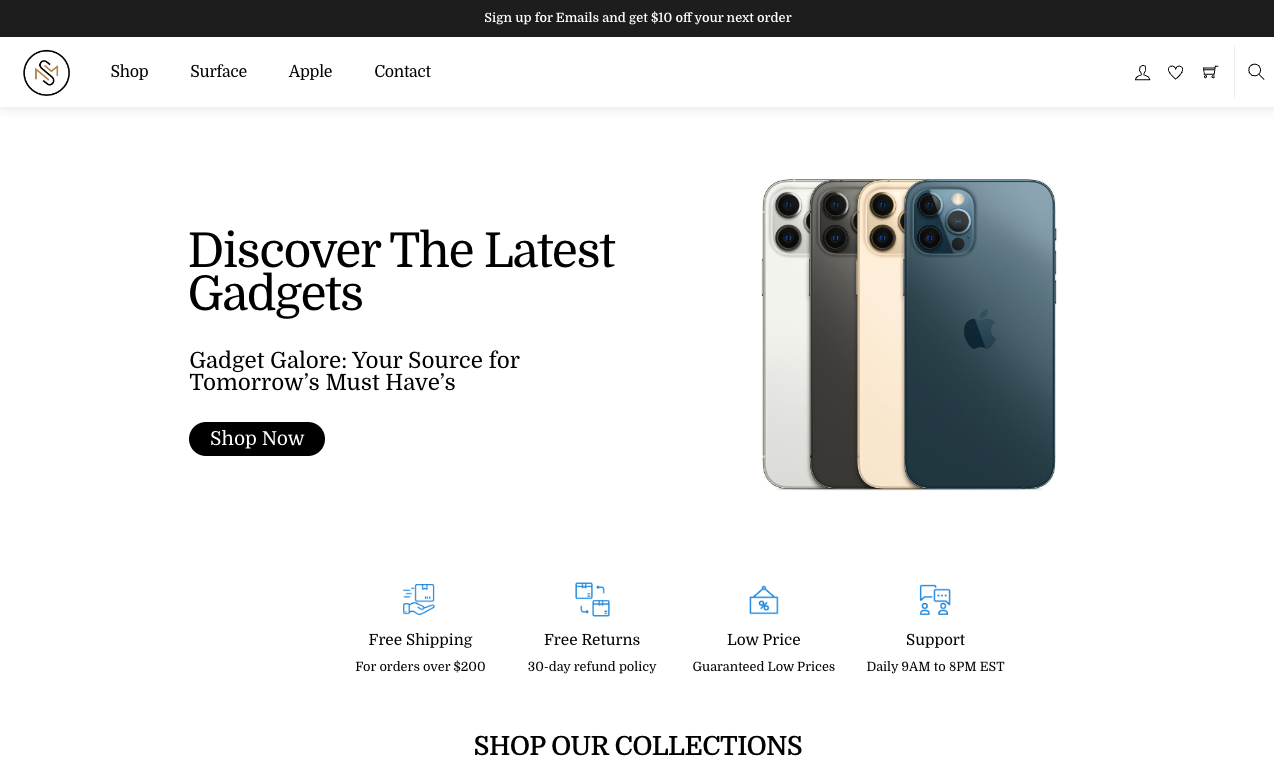 Sign up for Emails and get $10 off your next order
Shop
Surface
Apple
Contact
Discover The Latest
Gadgets
Gadget Galore: Your Source for
Tomorrow’s Must Have’s
Shop Now
%
Free Shipping
For orders over $200
Free Returns
30-day refund policy
Low Price
Guaranteed Low Prices
Support
Daily 9AM to 8PM EST
SHOP OUR COLLECTIONS